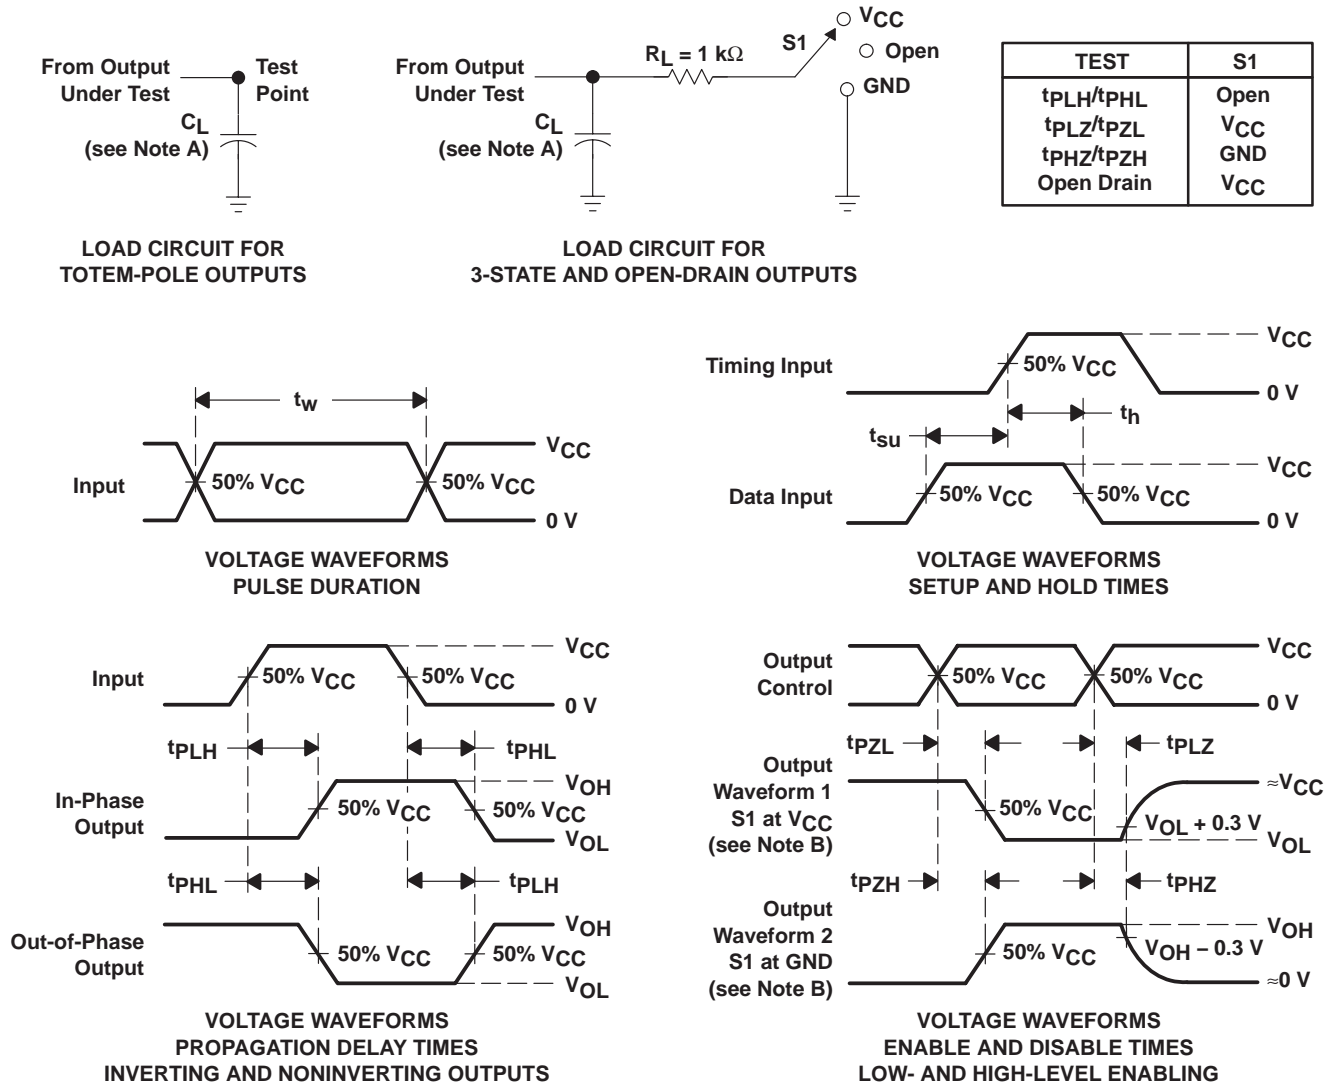 From Output
Under Test
Test
Point
CL
(see Note A)
LOAD CIRCUIT FOR
TOTEM-POLE OUTPUTS
From Output
Under Test
RL = 1 kΩ
S1
VCC
Open
GND
CL
(see Note A)
LOAD CIRCUIT FOR
3-STATE AND OPEN-DRAIN OUTPUTS
TEST S1
tPLH/tPHL Open
tPLZ/tPZL VCC
tPHZ/tPZH GND
Open Drain VCC
tw
Input
50% VCC
50% VCC
VCC
0 V
VOLTAGE WAVEFORMS
PULSE DURATION
Timing Input
50% VCC
VCC
0 V
tsu
th
Data Input
50% VCC
50% VCC
VCC
0 V
VOLTAGE WAVEFORMS
SETUP AND HOLD TIMES
Input
50% VCC
50% VCC
VCC
0 V
tPLH
tPHL
In-Phase
Output
50% VCC
50% VCC
VOH
VOL
tPHL
tPLH
Out-of-Phase
Output
50% VCC
50% VCC
VOH
VOL
VOLTAGE WAVEFORMS
PROPAGATION DELAY TIMES
INVERTING AND NONINVERTING OUTPUTS
Output
Control
50% VCC
50% VCC
VCC
0 V
tPZL
tPLZ
Output
Waveform 1
S1 at VCC
(see Note B)
50% VCC
VOL + 0.3 V
≈VCC
VOL
tPZH
tPHZ
Output
Waveform 2
S1 at GND
(see Note B)
50% VCC
VOH − 0.3 V
VOH
≈0 V
VOLTAGE WAVEFORMS
ENABLE AND DISABLE TIMES
LOW- AND HIGH-LEVEL ENABLING